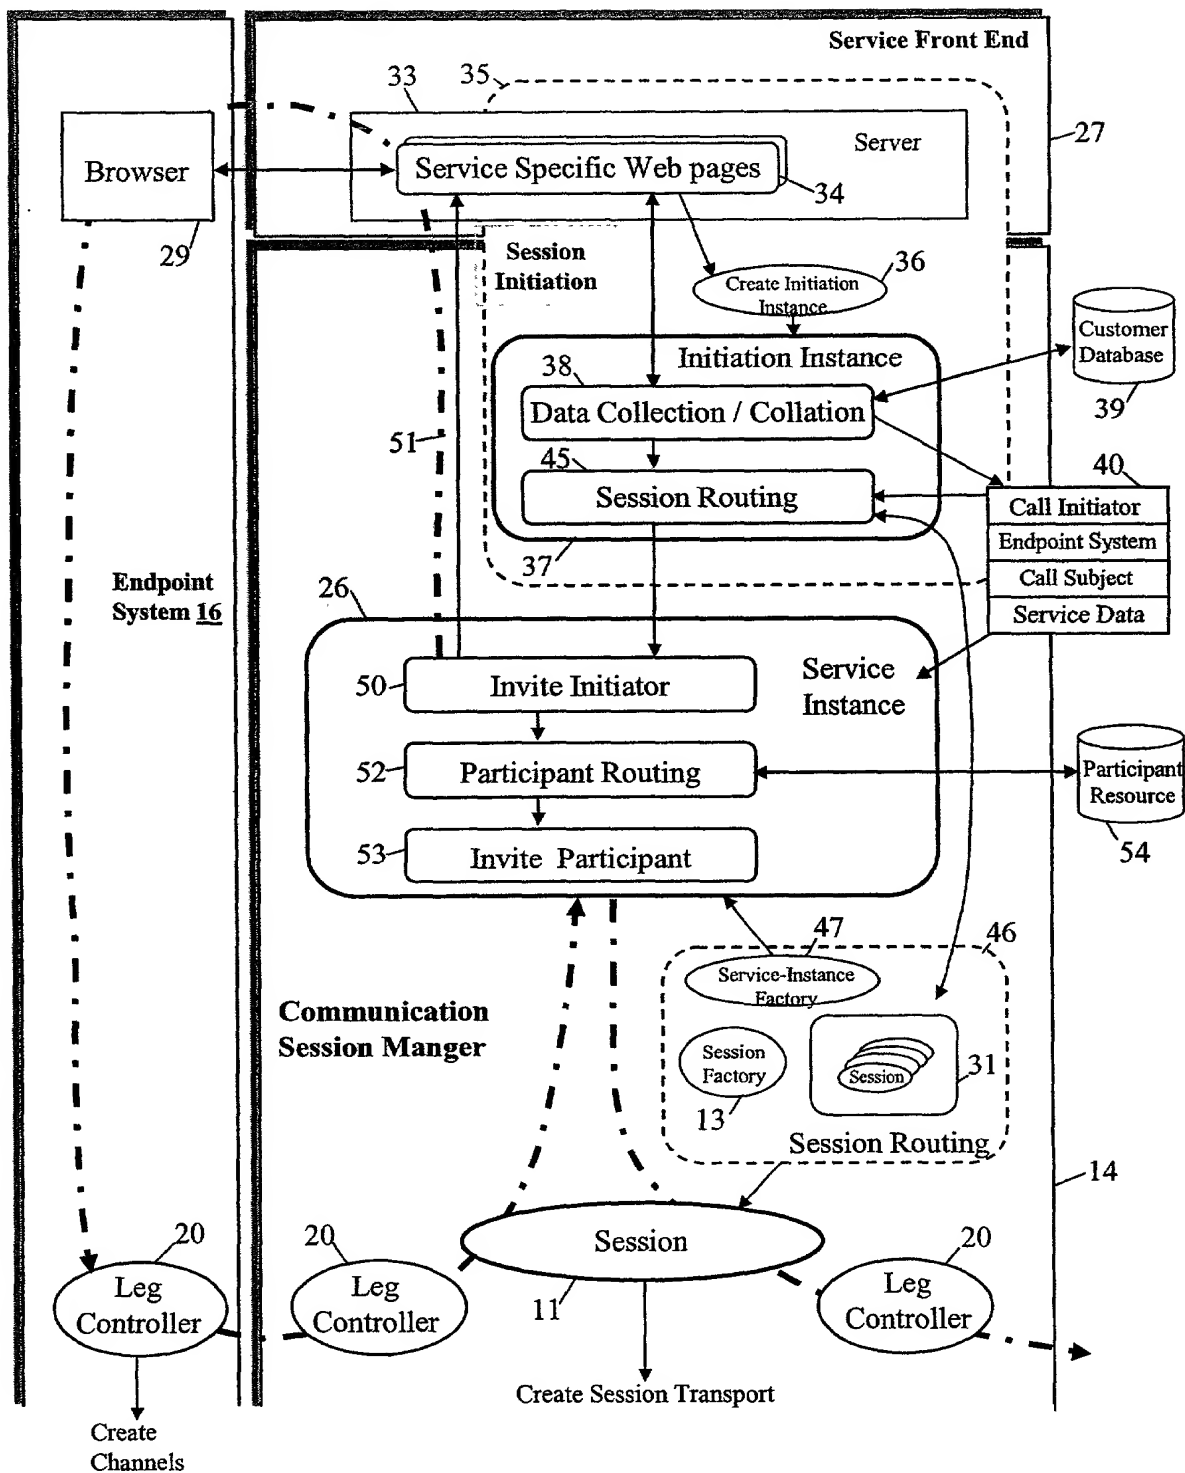 Service Front End
35
33
27
Server
Browser
Service Specific Web pages
34
29
Session
Initiation
36
Create Initiation
Instance
Customer
Database
39
Initiation Instance
38
Data Collection / Collation
51
45
Session Routing
37
40
Call Initiator
Endpoint System
Call Subject
Service Data
Endpoint
System 16
26
50
Invite Initiator
Service
Instance
52
Participant Routing
Participant
Resource
54
53
Invite Participant
47
46
Service-Instance
Factory
Communication
Session Manger
Session
Factory
13
Session
31
Session Routing
14
20
Leg
Controller
20
Leg
Controller
Session
11
20
Leg
Controller
Create Session Transport
Create
Channels